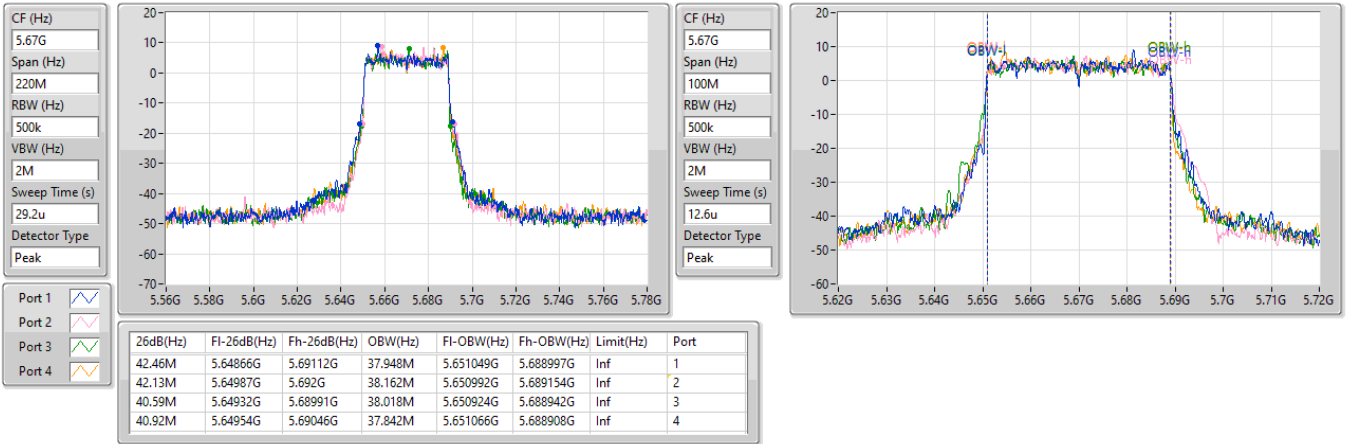 CF (Hz)
5.67G
Span (Hz)
220M
RBW (Hz)
500k
VBW (Hz)
2M
Sweep Time (s)
29.2u
Detector Type
Peak
Port 1
Port 2
Port 3
Port 4
20
10
0
-10
-20
-30
-40
-50
-60
-70
5.56G 5.58G 5.6G 5.62G 5.64G 5.66G 5.68G 5.7G 5.72G 5.74G 5.76G 5.78G
CF (Hz)
5.67G
Span (Hz)
100M
RBW (Hz)
500k
VBW (Hz)
2M
Sweep Time (s)
12.6u
Detector Type
Peak
20
10
0
-10
-20
-30
-40
-50
-60
OBW-l OBW-h
5.62G 5.63G 5.64G 5.65G 5.66G 5.67G 5.68G 5.69G 5.7G 5.71G 5.72G
26dB(Hz) Fl-26dB(Hz) Fh-26dB(Hz) OBW(Hz) Fl-OBW(Hz) Fh-OBW(Hz) Limit(Hz) Port
42.46M 5.64866G 5.69112G 37.948M 5.651049G 5.688997G Inf 1
42.13M 5.64987G 5.692G 38.162M 5.650992G 5.689154G Inf 2
40.59M 5.64932G 5.68991G 38.018M 5.650924G 5.688942G Inf 3
40.92M 5.64954G 5.69046G 37.842M 5.651066G 5.688908G Inf 4